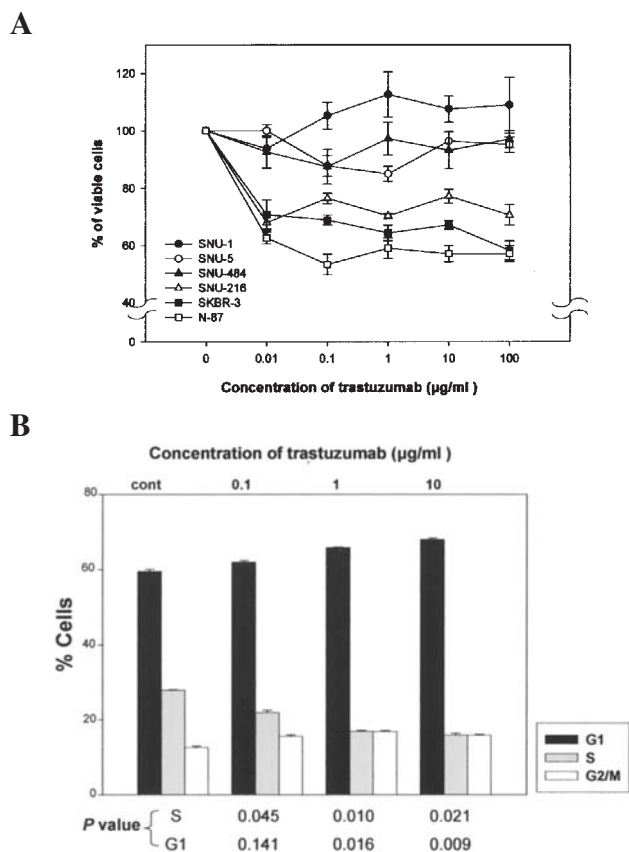 A
120
100
80
60
40
0
% of viable cells
SNU-1
SNU-5
SNU-484
SNU-216
SKBR-3
N-87
0 0.01 0.1 1 10 100
Concentration of trastuzumab (µg/ml )
B
Concentration of trastuzumab (µg/ml )
cont 0.1 1 10
80
60
40
20
0
% Cells
G1
S
G2/M
P value
S 0.045 0.010 0.021
G1 0.141 0.016 0.009